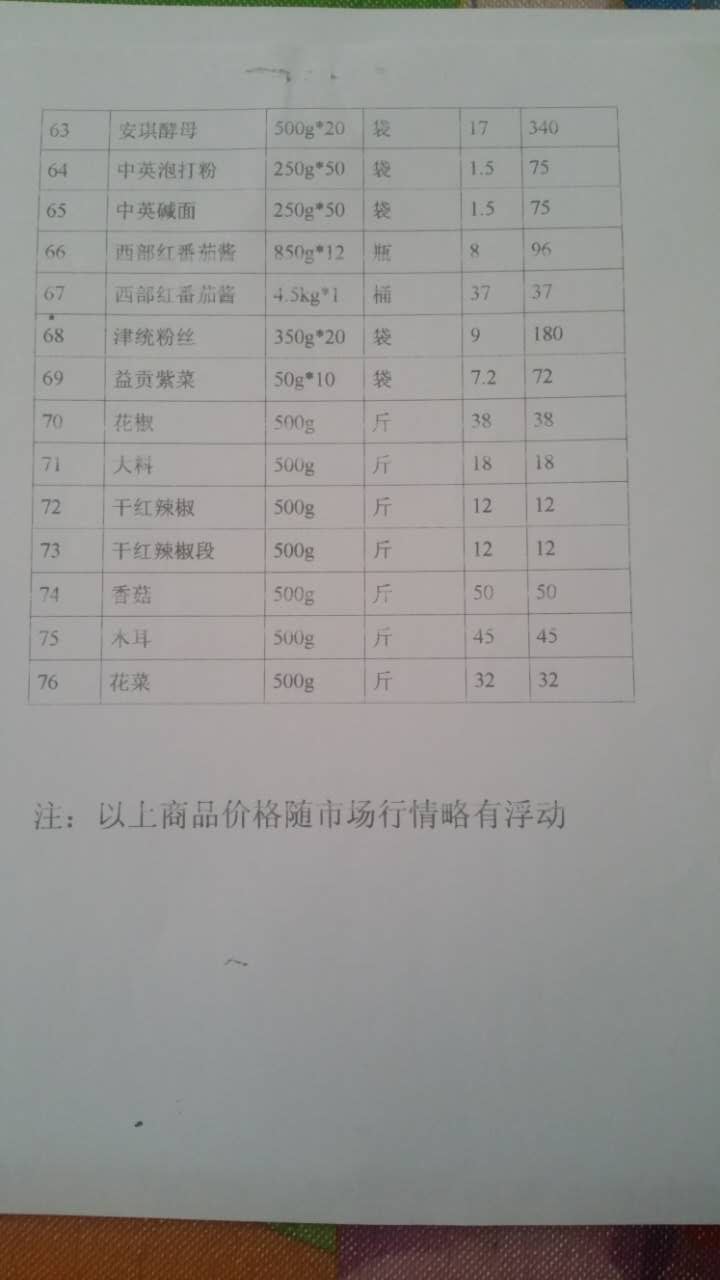 63 安琪酵母 500g*20 袋 17 340
64 中英泡打粉 250g*50 袋 1.5 75
65 中英碱面 250g*50 袋 1.5 75
66 西部红番茄酱 850g*12 瓶 8 96
67 西部红番茄酱 4.5kg*1 桶 37 37
68 津统粉丝 350g*20 袋 9 180
69 益贡紫菜 50g*10 袋 7.2 72
70 花椒 500g 斤 38 38
71 大料 500g 斤 18 18
72 干红辣椒 500g 斤 12 12
73 干红辣椒段 500g 斤 12 12
74 香菇 500g 斤 50 50
75 木耳 500g 斤 45 45
76 花菜 500g 斤 32 32
注：以上商品价格随市场行情略有浮动